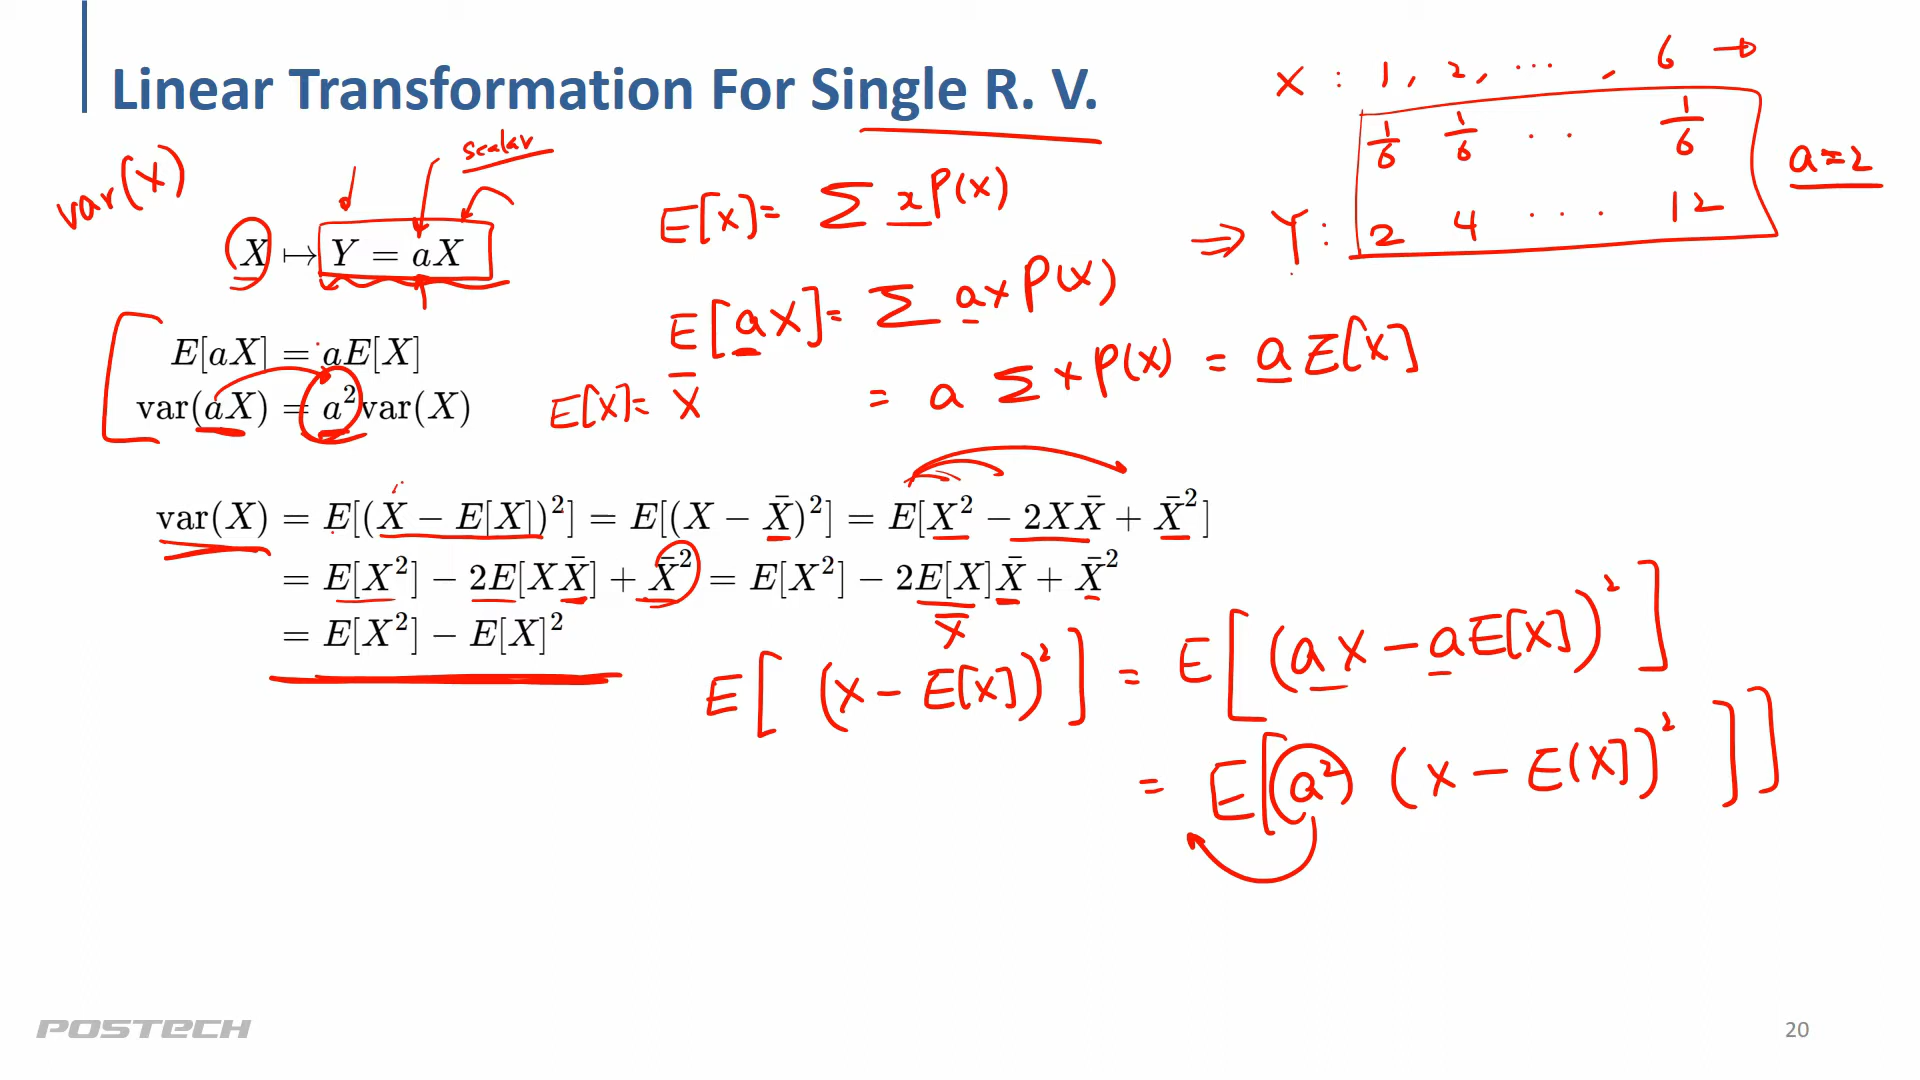 Linear Transformation For Single R. V.
X : 1, 2, ⋯, 6 →
1/6 1/6 ⋅⋅ 1/6
a=2
⇒ Y: 2 4 ⋯ 12
var(X)
scalar
X ↦ Y = aX
E[X]= Σ x P(X)
E[aX]= Σ ax P(X)
= a Σ x P(X) = a E[X]
E[aX] = aE[X]
var(aX) = a² var(X)
E[X]= X̄
var(X) = E[(X − E[X])²] = E[(X − X̄)²] = E[X² − 2XX̄ + X̄²]
= E[X²] − 2E[XX̄] + X̄² = E[X²] − 2E[X]X̄ + X̄²
X̄
= E[X²] − E[X]²
E[(X − E[X])²] = E[(aX − aE[X])²]
= E[a² (X − E(X])²]]
POSTECH
20